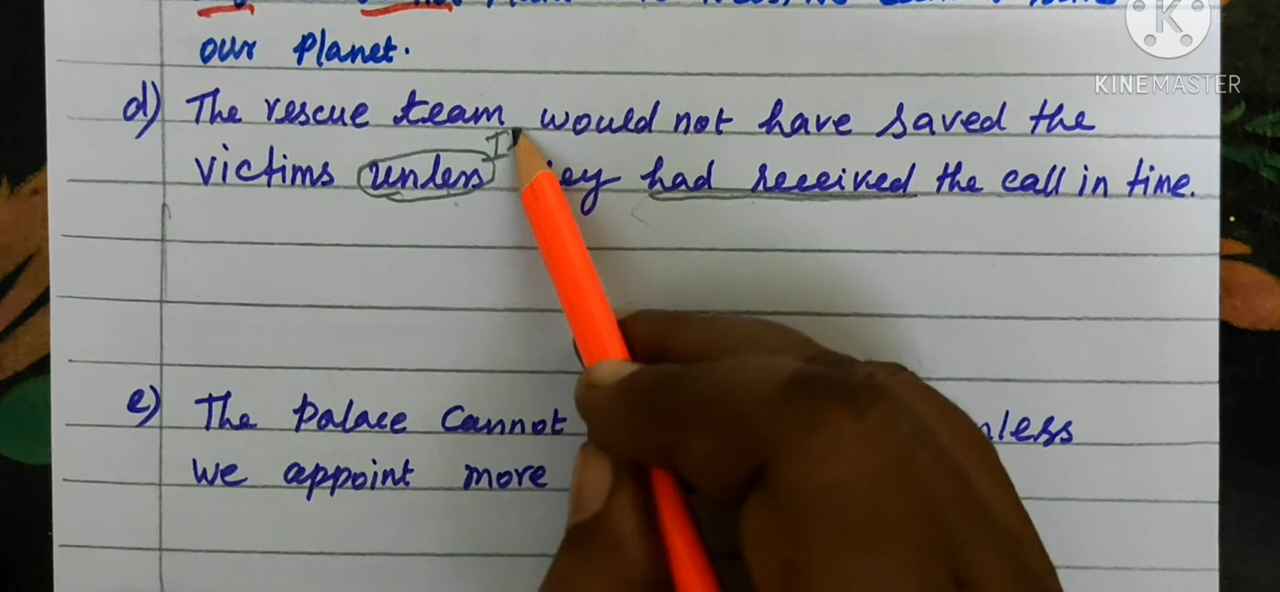 our Planet.
K
KINEMASTER
d) The rescue team would not have saved the
victims unless they had received the call in time.
e) The Palace Cannot
we appoint more